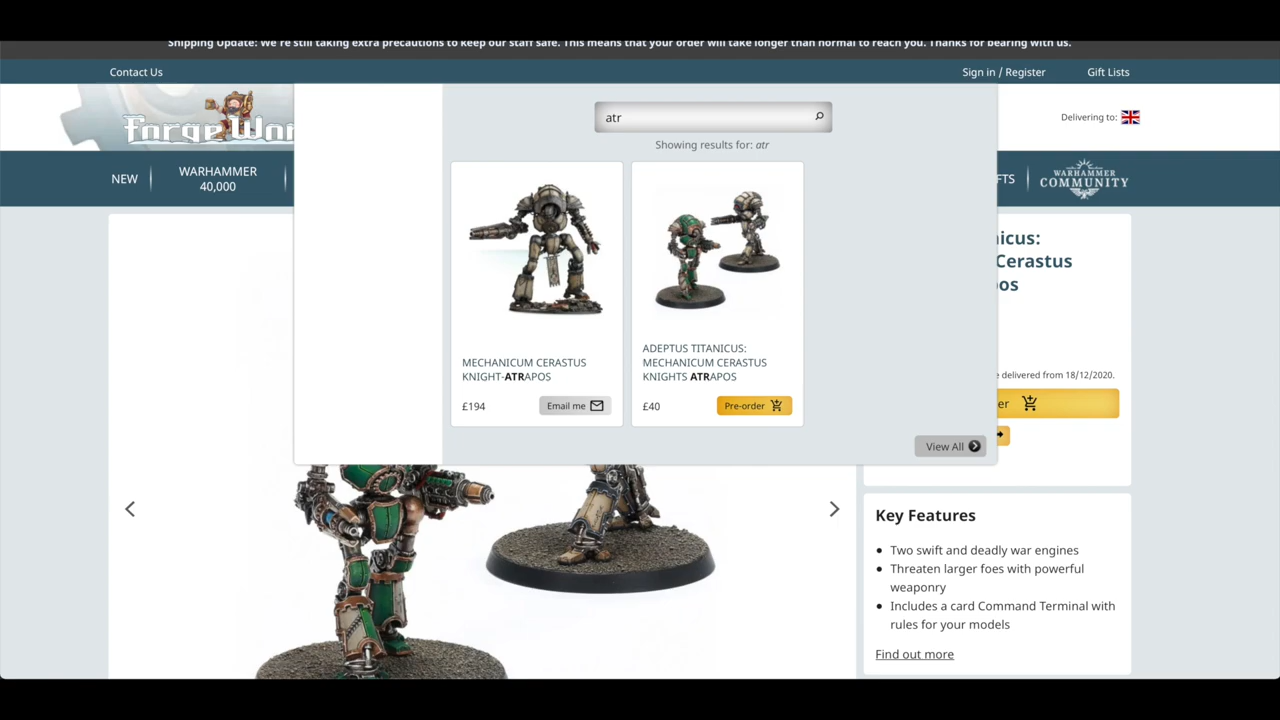 Shipping Update: We're still taking extra precautions to keep our staff safe. This means that your order will take longer than normal to reach you. Thanks for bearing with us.
Contact Us
Sign in / Register
Gift Lists
Forge Wor
atr
Delivering to:
Showing results for: atr
NEW
WARHAMMER
40,000
FTS
WARHAMMER
COMMUNITY
MECHANICUM CERASTUS
KNIGHT-ATRAPOS
£194
Email me
ADEPTUS TITANICUS:
MECHANICUM CERASTUS
KNIGHTS ATRAPOS
£40
Pre-order
View All
nicus:
Cerastus
os
e delivered from 18/12/2020.
er
Key Features
Two swift and deadly war engines
Threaten larger foes with powerful
weaponry
Includes a card Command Terminal with
rules for your models
Find out more